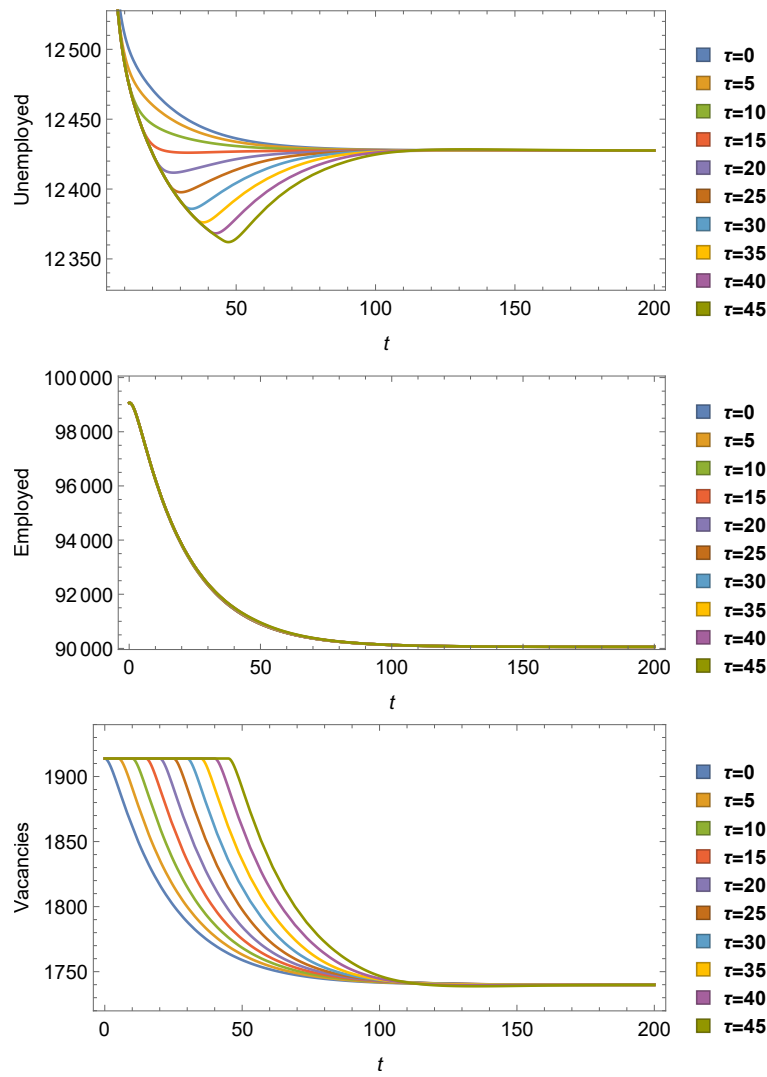 12 500
12 450
12 400
12 350
Unemployed
50 100 150 200
t
τ=0
τ=5
τ=10
τ=15
τ=20
τ=25
τ=30
τ=35
τ=40
τ=45
100 000
98 000
96 000
94 000
92 000
90 000
Employed
0 50 100 150 200
t
τ=0
τ=5
τ=10
τ=15
τ=20
τ=25
τ=30
τ=35
τ=40
τ=45
1900
1850
1800
1750
Vacancies
0 50 100 150 200
t
τ=0
τ=5
τ=10
τ=15
τ=20
τ=25
τ=30
τ=35
τ=40
τ=45